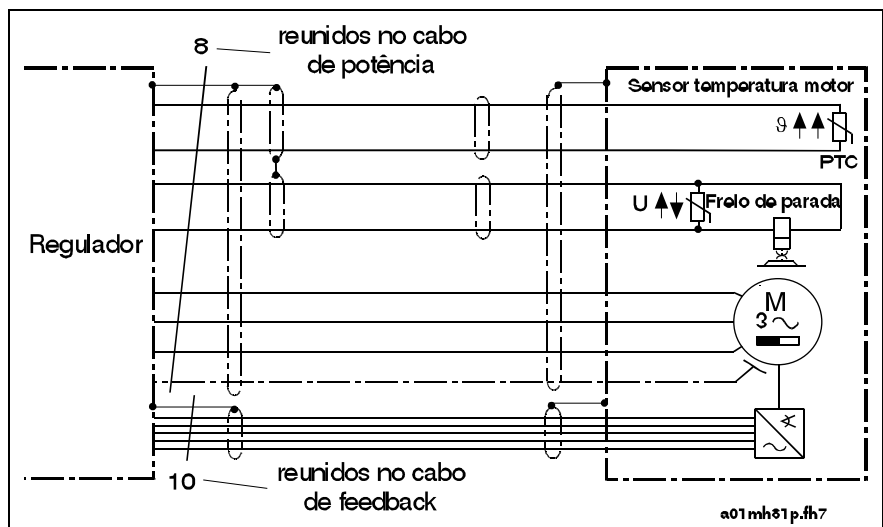 8
reunidos no cabo
de potência
Sensor temperatura motor
ϑ
PTC
U
Freio de parada
Regulador
M
3
10
reunidos no cabo
de feedback
a01mh81p.fh7